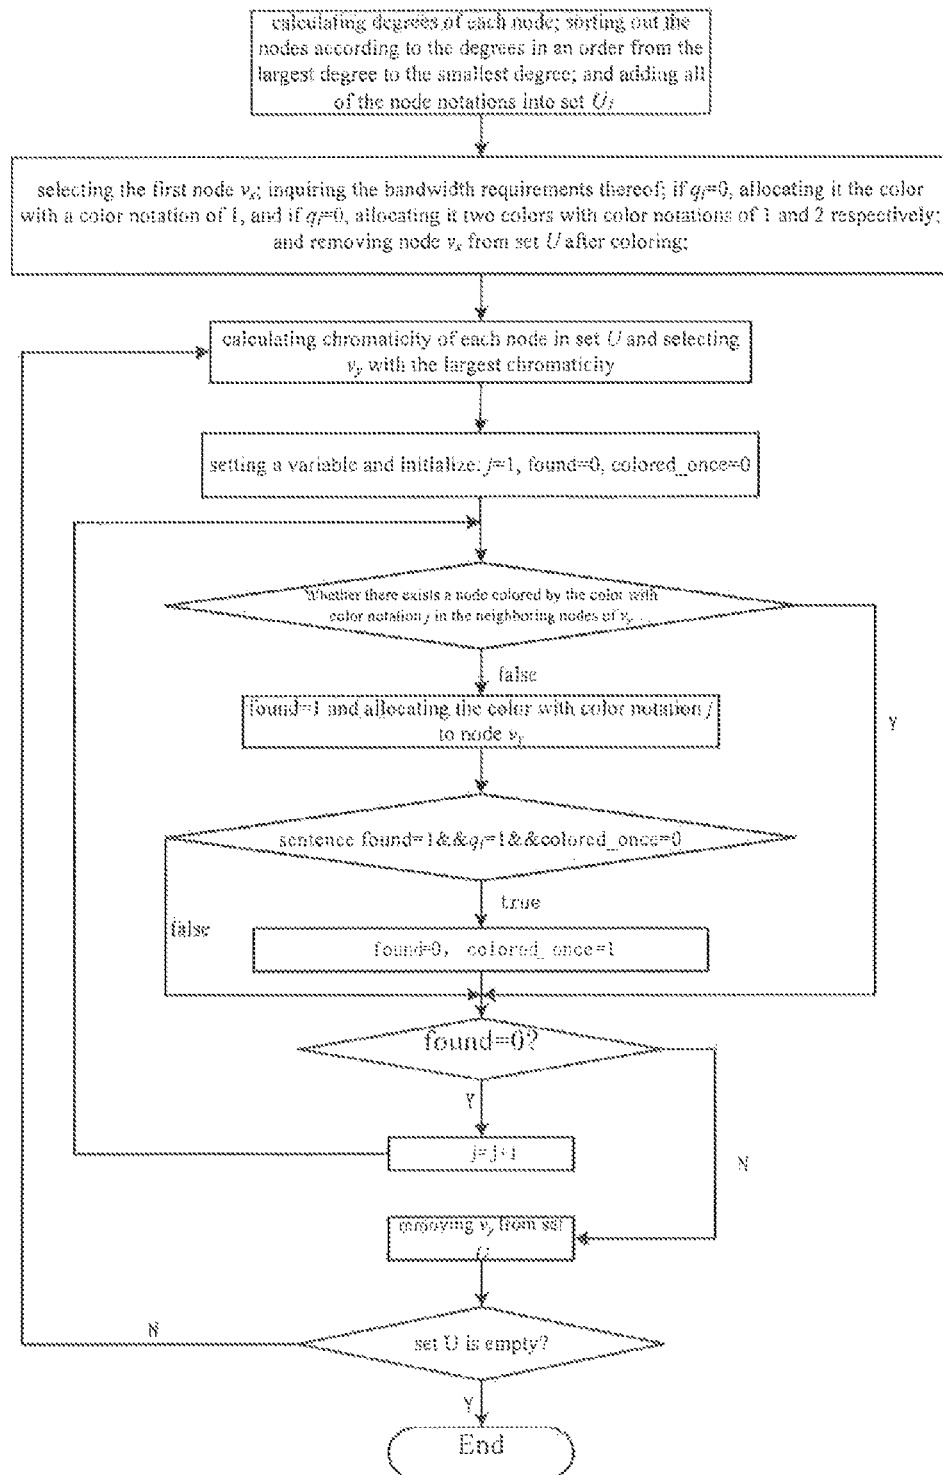 calculating degrees of each node; sorting out the
nodes according to the degrees in an order from the
largest degree to the smallest degree; and adding all
of the node notations into set U;
selecting the first node vx; inquiring the bandwidth requirements thereof; if qi=0, allocating it the color
with a color notation of 1, and if qi=0, allocating it two colors with color notations of 1 and 2 respectively;
and removing node vx from set U after coloring;
calculating chromaticity of each node in set U and selecting
vy with the largest chromaticity
setting a variable and initialize: j=1, found=0, colored_once=0
Whether there exists a node colored by the color with
color notation j in the neighboring nodes of vy
false
found=1 and allocating the color with color notation j
to node vy
Y
sentence found=1&&qi=1&&colored_once=0
true
false
found=0, colored_once=1
found=0?
Y
j=j+1
N
removing vy from set
U
N
set U is empty?
Y
End